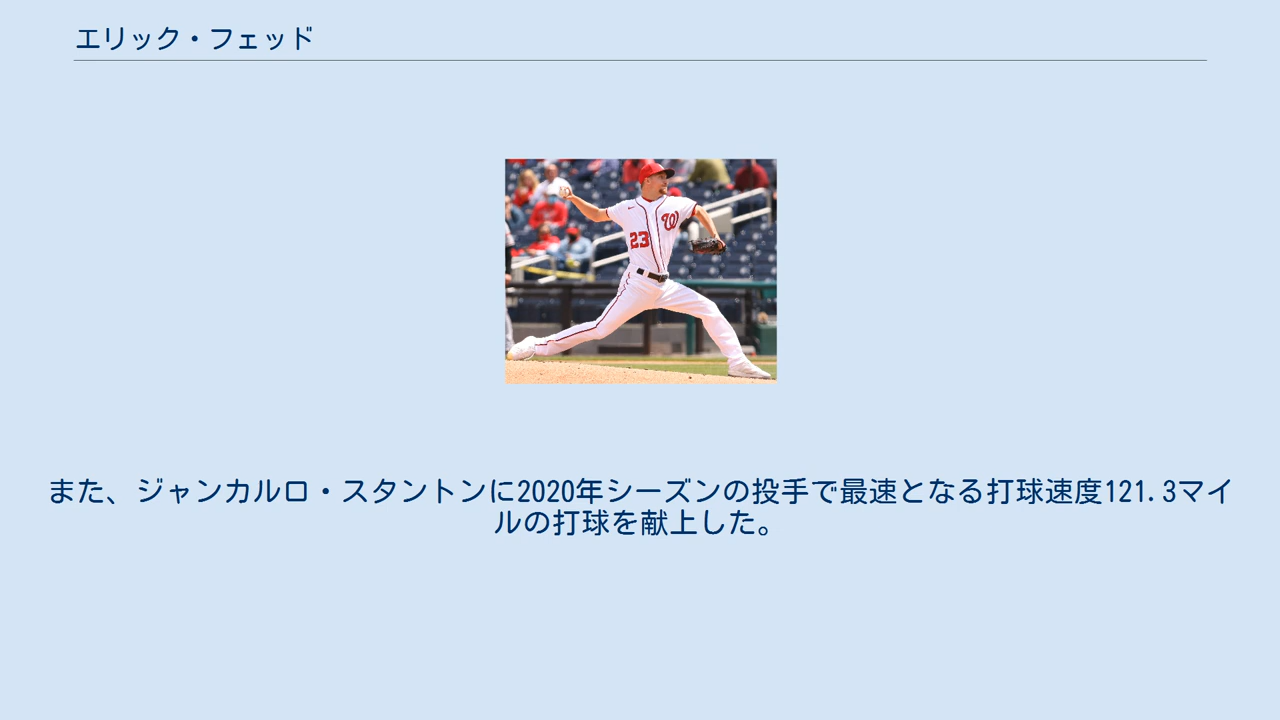 エリック・フェッド
23
W
また、ジャンカルロ・スタントンに2020年シーズンの投手で最速となる打球速度121.3マイ
ルの打球を献上した。